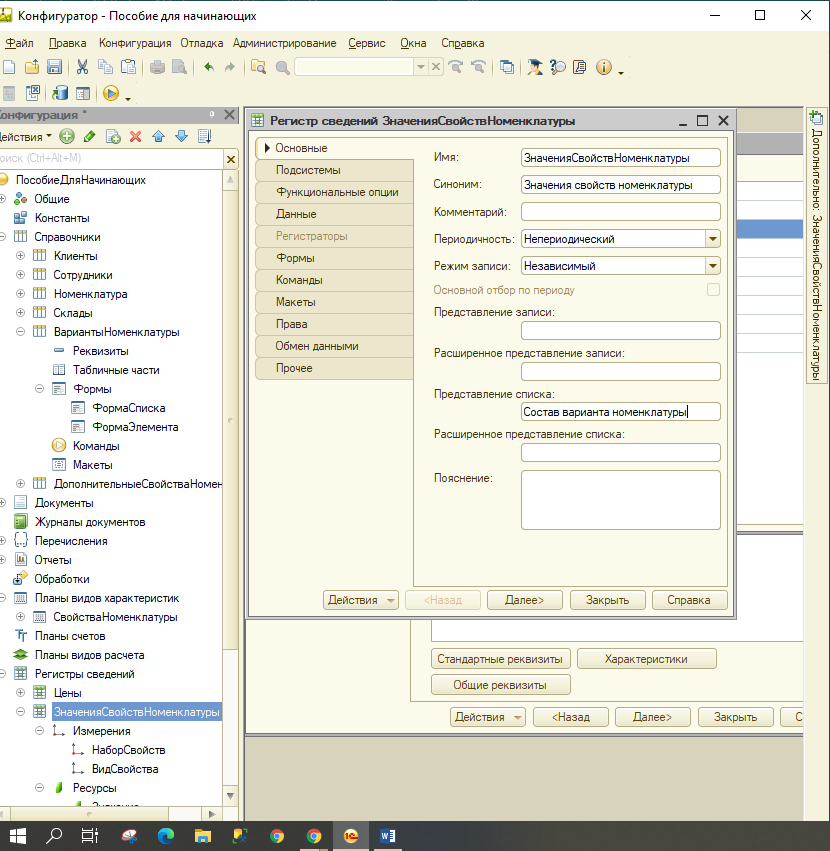 Конфигуратор - Пособие для начинающих
Файл Правка Конфигурация Отладка Администрирование Сервис Окна Справка
Конфигурация *
Действия
поиск (Ctrl+Alt+M)
ПособиеДляНачинающих
Общие
Константы
Справочники
Клиенты
Сотрудники
Номенклатура
Склады
ВариантыНоменклатуры
Реквизиты
Табличные части
Формы
ФормаСписка
ФормаЭлемента
Команды
Макеты
ДополнительныеСвойстваНомен
Документы
Журналы документов
Перечисления
Отчеты
Обработки
Планы видов характеристик
СвойстваНоменклатуры
Планы счетов
Планы видов расчета
Регистры сведений
Цены
ЗначенияСвойствНоменклатуры
Измерения
НаборСвойств
ВидСвойства
Ресурсы
Регистр сведений ЗначенияСвойствНоменклатуры
Основные
Подсистемы
Функциональные опции
Данные
Регистраторы
Формы
Команды
Макеты
Права
Обмен данными
Прочее
Имя: ЗначенияСвойствНоменклатуры
Синоним: Значения свойств номенклатуры
Комментарий:
Периодичность: Непериодический
Режим записи: Независимый
Основной отбор по периоду
Представление записи:
Расширенное представление записи:
Представление списка:
Состав варианта номенклатуры
Расширенное представление списка:
Пояснение:
Действия <Назад Далее> Закрыть Справка
Стандартные реквизиты Характеристики
Общие реквизиты
Действия <Назад Далее> Закрыть С
Дополнительно: ЗначенияСвойствНоменклатуры